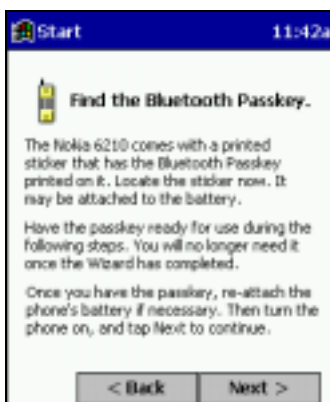 Start 11:42a
Find the Bluetooth Passkey.
The Nokia 6210 comes with a printed
sticker that has the Bluetooth Passkey
printed on it. Locate the sticker now. It
may be attached to the battery.
Have the passkey ready for use during the
following steps. You will no longer need it
once the Wizard has completed.
Once you have the passkey, re-attach the
phone's battery if necessary. Then turn the
phone on, and tap Next to continue.
< Back Next >